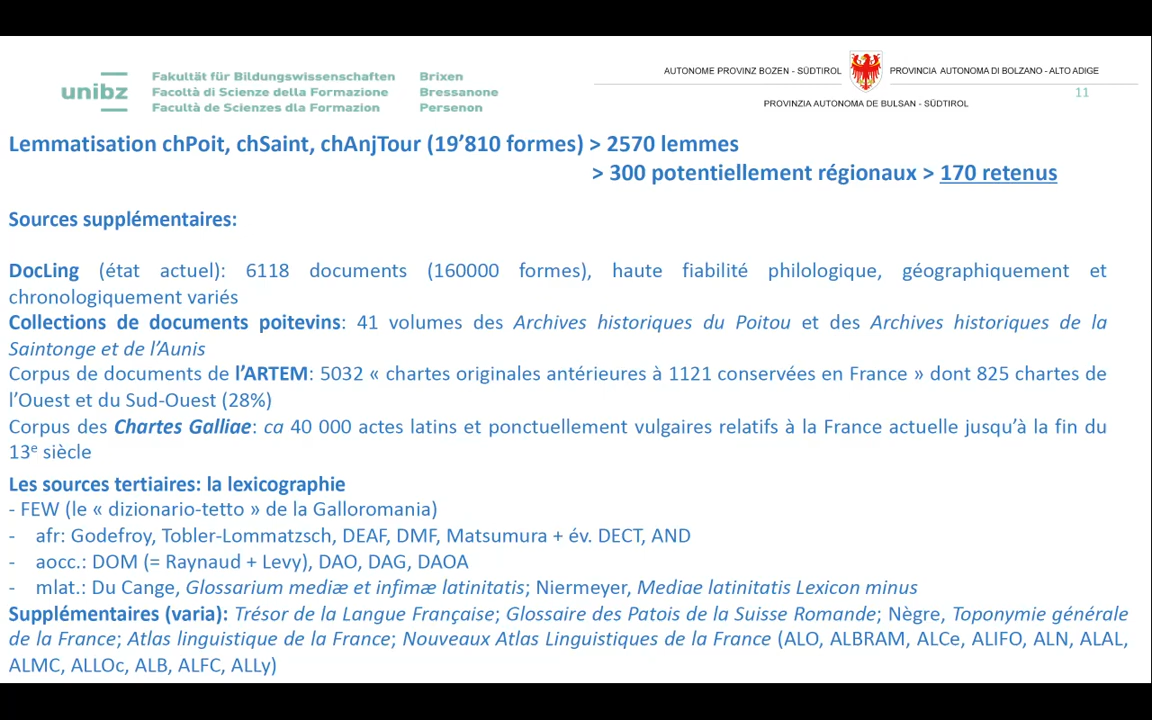 unibz
Fakultät für Bildungswissenschaften
Facoltà di Scienze della Formazione
Facultà de Scienzes dla Formazion
Brixen
Bressanone
Persenon
AUTONOME PROVINZ BOZEN - SÜDTIROL
PROVINCIA AUTONOMA DI BOLZANO - ALTO ADIGE
PROVINZIA AUTONOMA DE BULSAN - SÜDTIROL
11
Lemmatisation chPoit, chSaint, chAnjTour (19’810 formes) > 2570 lemmes
> 300 potentiellement régionaux > 170 retenus
Sources supplémentaires:
DocLing (état actuel): 6118 documents (160000 formes), haute fiabilité philologique, géographiquement et
chronologiquement variés
Collections de documents poitevins: 41 volumes des Archives historiques du Poitou et des Archives historiques de la
Saintonge et de l’Aunis
Corpus de documents de l’ARTEM: 5032 « chartes originales antérieures à 1121 conservées en France » dont 825 chartes de
l’Ouest et du Sud-Ouest (28%)
Corpus des Chartes Galliae: ca 40 000 actes latins et ponctuellement vulgaires relatifs à la France actuelle jusqu’à la fin du
13e siècle
Les sources tertiaires: la lexicographie
- FEW (le « dizionario-tetto » de la Galloromania)
- afr: Godefroy, Tobler-Lommatzsch, DEAF, DMF, Matsumura + év. DECT, AND
- aocc.: DOM (= Raynaud + Levy), DAO, DAG, DAOA
- mlat.: Du Cange, Glossarium mediæ et infimæ latinitatis; Niermeyer, Mediae latinitatis Lexicon minus
Supplémentaires (varia): Trésor de la Langue Française; Glossaire des Patois de la Suisse Romande; Nègre, Toponymie générale
de la France; Atlas linguistique de la France; Nouveaux Atlas Linguistiques de la France (ALO, ALBRAM, ALCe, ALIFO, ALN, ALAL,
ALMC, ALLOc, ALB, ALFC, ALLy)